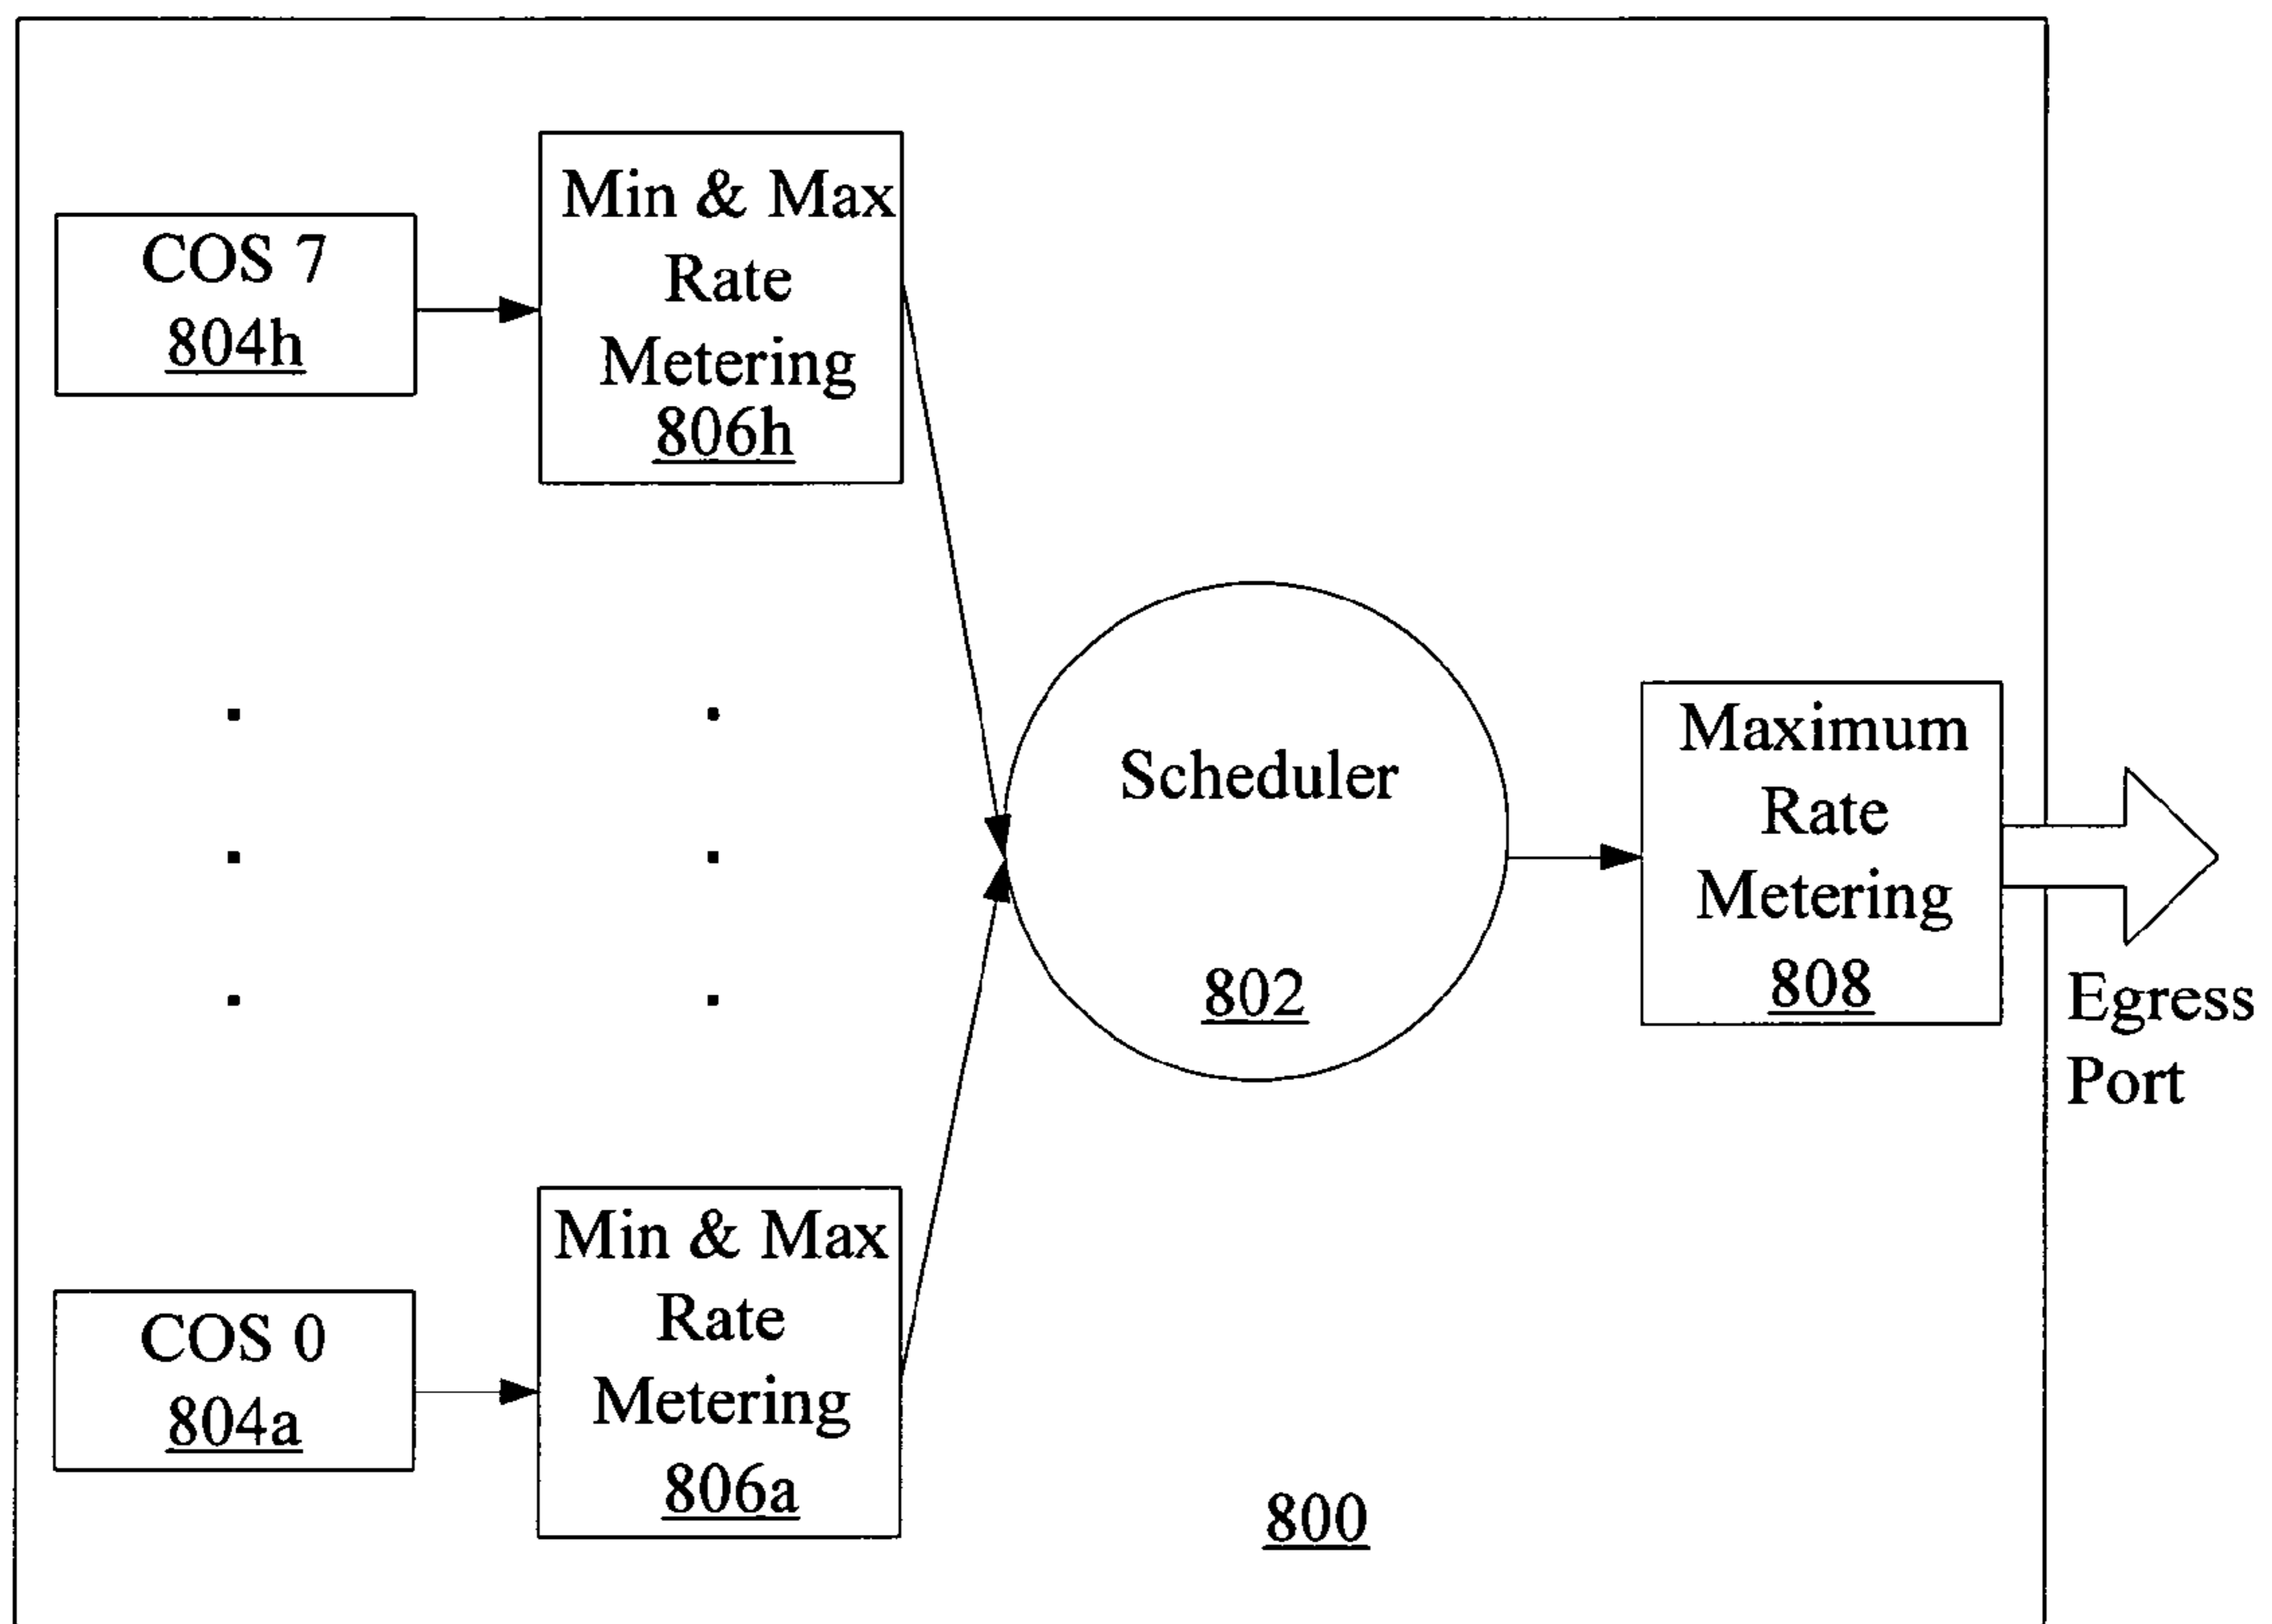 COS 7
804h
Min & Max
Rate
Metering
806h
Scheduler
802
Maximum
Rate
Metering
808
Egress
Port
COS 0
804a
Min & Max
Rate
Metering
806a
800